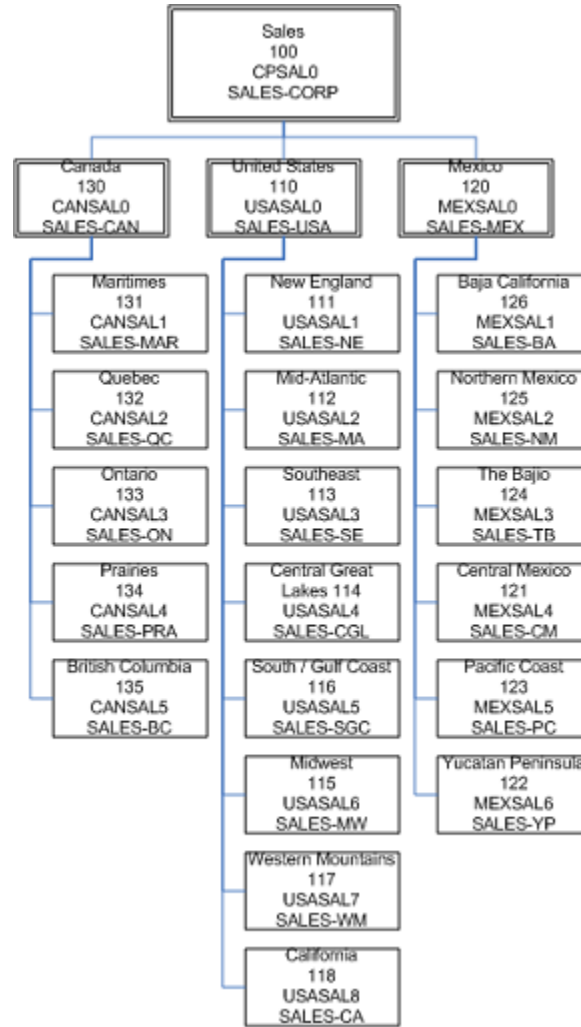 Sales
100
CPSAL0
SALES-CORP
Canada
130
CANSAL0
SALES-CAN
United States
110
USASAL0
SALES-USA
Mexico
120
MEXSAL0
SALES-MEX
Maritimes
131
CANSAL1
SALES-MAR
Quebec
132
CANSAL2
SALES-QC
Ontario
133
CANSAL3
SALES-ON
Prairies
134
CANSAL4
SALES-PRA
British Columbia
135
CANSAL5
SALES-BC
New England
111
USASAL1
SALES-NE
Mid-Atlantic
112
USASAL2
SALES-MA
Southeast
113
USASAL3
SALES-SE
Central Great
Lakes 114
USASAL4
SALES-CGL
South / Gulf Coast
116
USASAL5
SALES-SGC
Midwest
115
USASAL6
SALES-MW
Western Mountains
117
USASAL7
SALES-WM
California
118
USASAL8
SALES-CA
Baja California
126
MEXSAL1
SALES-BA
Northern Mexico
125
MEXSAL2
SALES-NM
The Bajio
124
MEXSAL3
SALES-TB
Central Mexico
121
MEXSAL4
SALES-CM
Pacific Coast
123
MEXSAL5
SALES-PC
Yucatan Peninsula
122
MEXSAL6
SALES-YP